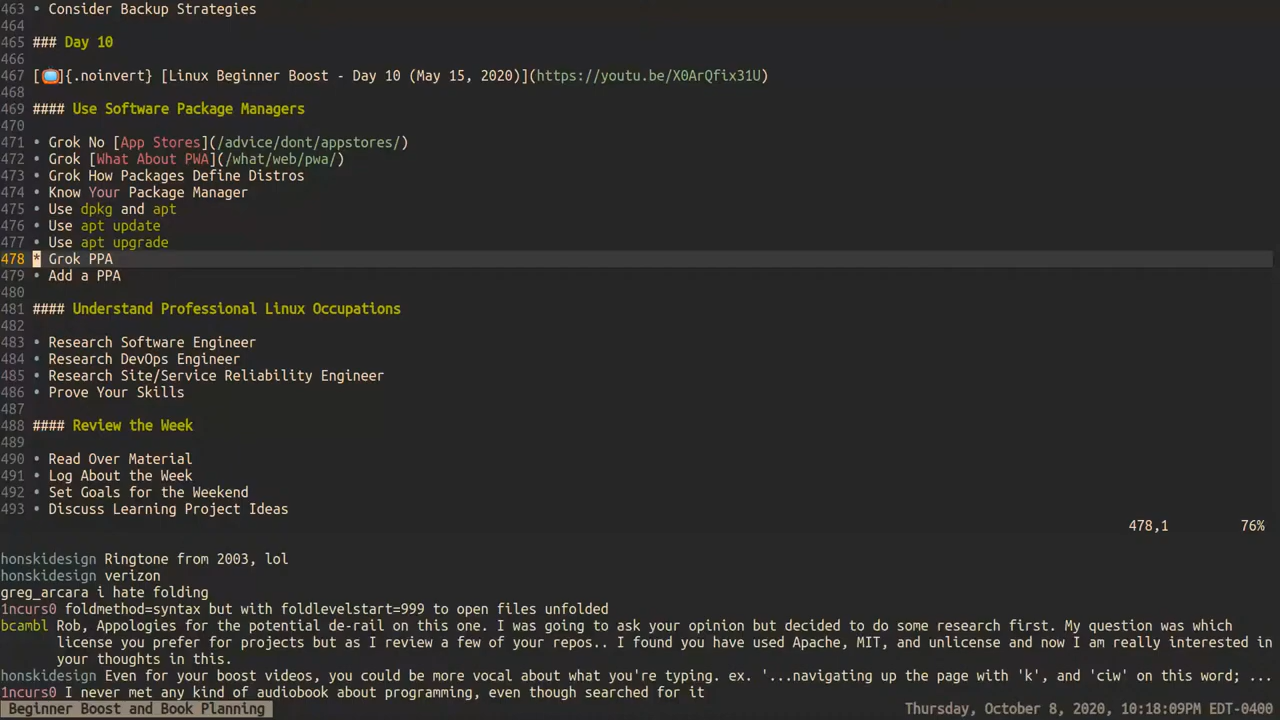 463 • Consider Backup Strategies
464
465 ### Day 10
466
467 [📺]{.noinvert} [Linux Beginner Boost - Day 10 (May 15, 2020)](https://youtu.be/X0ArQfix31U)
468
469 #### Use Software Package Managers
470
471 • Grok No [App Stores](/advice/dont/appstores/)
472 • Grok [What About PWA](/what/web/pwa/)
473 • Grok How Packages Define Distros
474 • Know Your Package Manager
475 • Use dpkg and apt
476 • Use apt update
477 • Use apt upgrade
478 * Grok PPA
479 • Add a PPA
480
481 #### Understand Professional Linux Occupations
482
483 • Research Software Engineer
484 • Research DevOps Engineer
485 • Research Site/Service Reliability Engineer
486 • Prove Your Skills
487
488 #### Review the Week
489
490 • Read Over Material
491 • Log About the Week
492 • Set Goals for the Weekend
493 • Discuss Learning Project Ideas
478,1 76%
honskidesign Ringtone from 2003, lol
honskidesign verizon
greg_arcara i hate folding
1ncurs0 foldmethod=syntax but with foldlevelstart=999 to open files unfolded
bcambl Rob, Appologies for the potential de-rail on this one. I was going to ask your opinion but decided to do some research first. My question was which
license you prefer for projects but as I review a few of your repos.. I found you have used Apache, MIT, and unlicense and now I am really interested in
your thoughts in this.
honskidesign Even for your boost videos, you could be more vocal about what you're typing. ex. '...navigating up the page with 'k', and 'ciw' on this word; ...
1ncurs0 I never met any kind of audiobook about programming, even though searched for it
Beginner Boost and Book Planning Thursday, October 8, 2020, 10:18:09PM EDT-0400